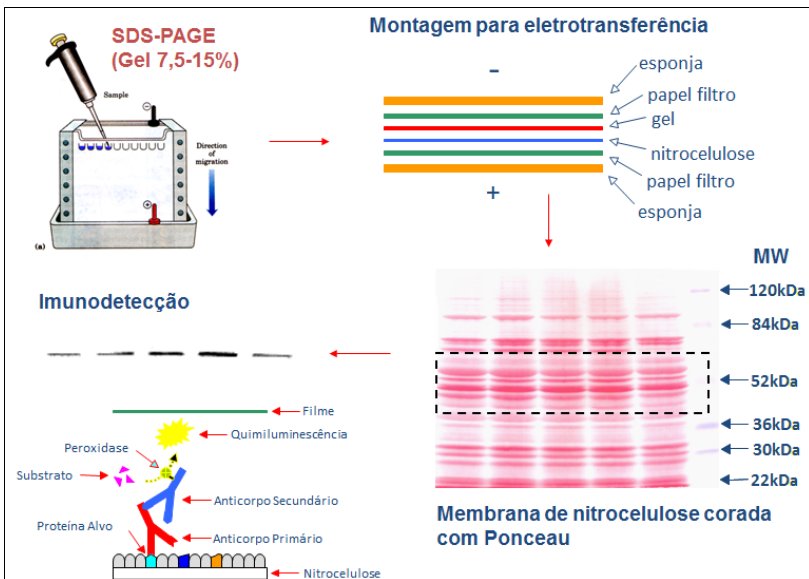 SDS-PAGE
(Gel 7,5-15%)
Sample
Direction
of
migration
(a)
Montagem para eletrotransferência
-
esponja
papel filtro
gel
nitrocelulose
papel filtro
esponja
+
MW
120kDa
84kDa
52kDa
36kDa
30kDa
22kDa
Membrana de nitrocelulose corada
com Ponceau
Imunodetecção
Filme
Quimiluminescência
Peroxidase
Substrato
Anticorpo Secundário
Proteína Alvo
Anticorpo Primário
Nitrocelulose